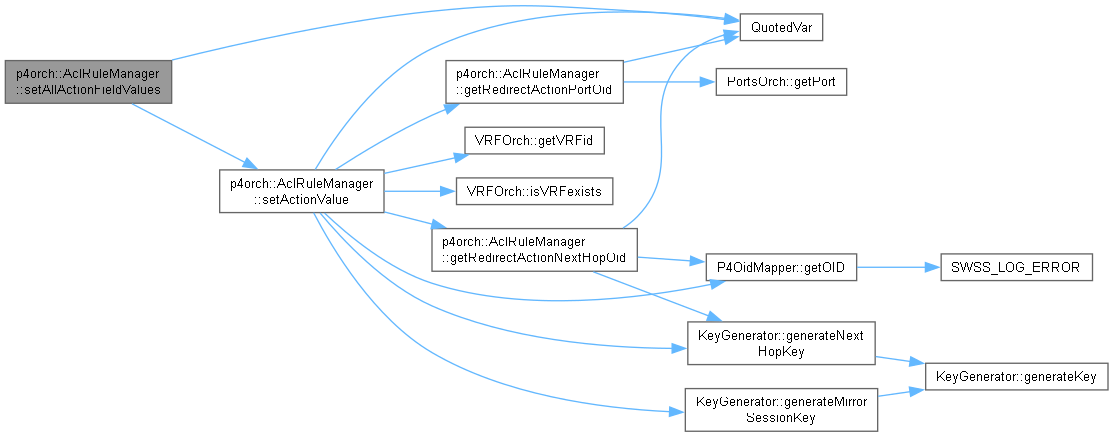 QuotedVar
p4orch::AclRuleManager
::setAllActionFieldValues
p4orch::AclRuleManager
::getRedirectActionPortOid
PortsOrch::getPort
VRFOrch::getVRFid
p4orch::AclRuleManager
::setActionValue
VRFOrch::isVRFexists
p4orch::AclRuleManager
::getRedirectActionNextHopOid
P4OidMapper::getOID
SWSS_LOG_ERROR
KeyGenerator::generateNext
HopKey
KeyGenerator::generateKey
KeyGenerator::generateMirror
SessionKey